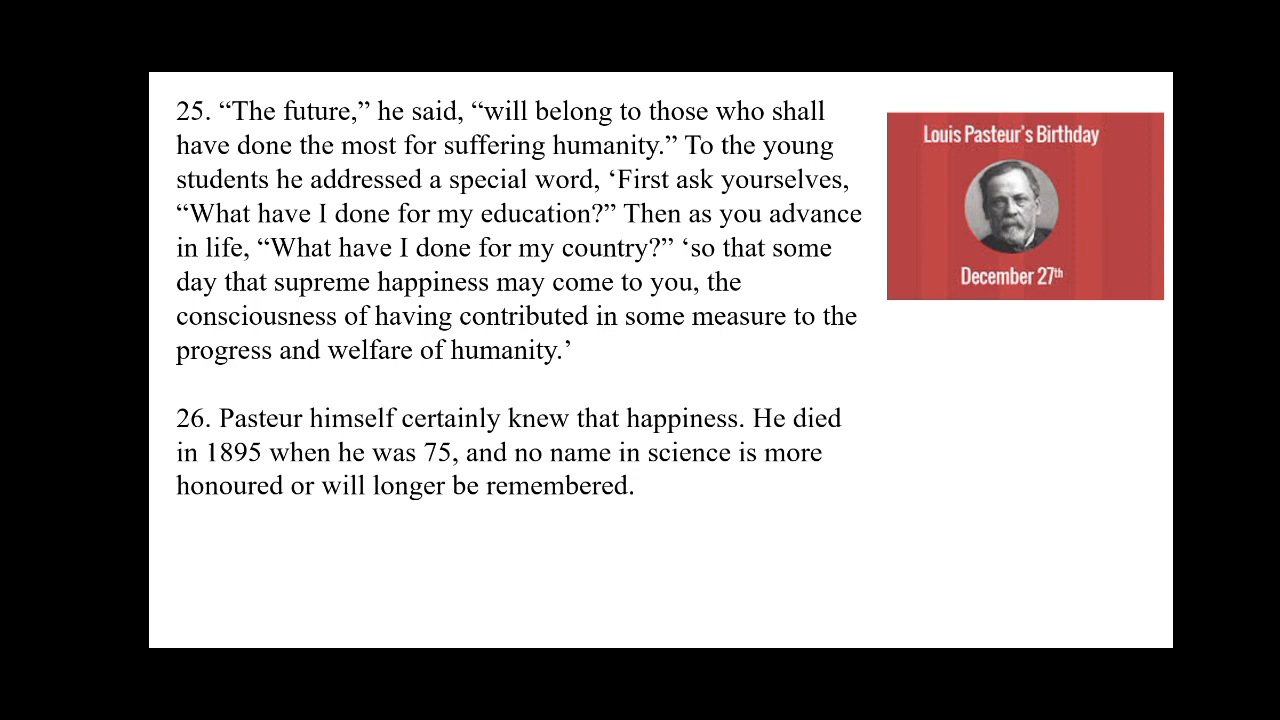 25. “The future,” he said, “will belong to those who shall
have done the most for suffering humanity.” To the young
students he addressed a special word, ‘First ask yourselves,
“What have I done for my education?” Then as you advance
in life, “What have I done for my country?” ‘so that some
day that supreme happiness may come to you, the
consciousness of having contributed in some measure to the
progress and welfare of humanity.’
26. Pasteur himself certainly knew that happiness. He died
in 1895 when he was 75, and no name in science is more
honoured or will longer be remembered.
Louis Pasteur's Birthday
December 27th